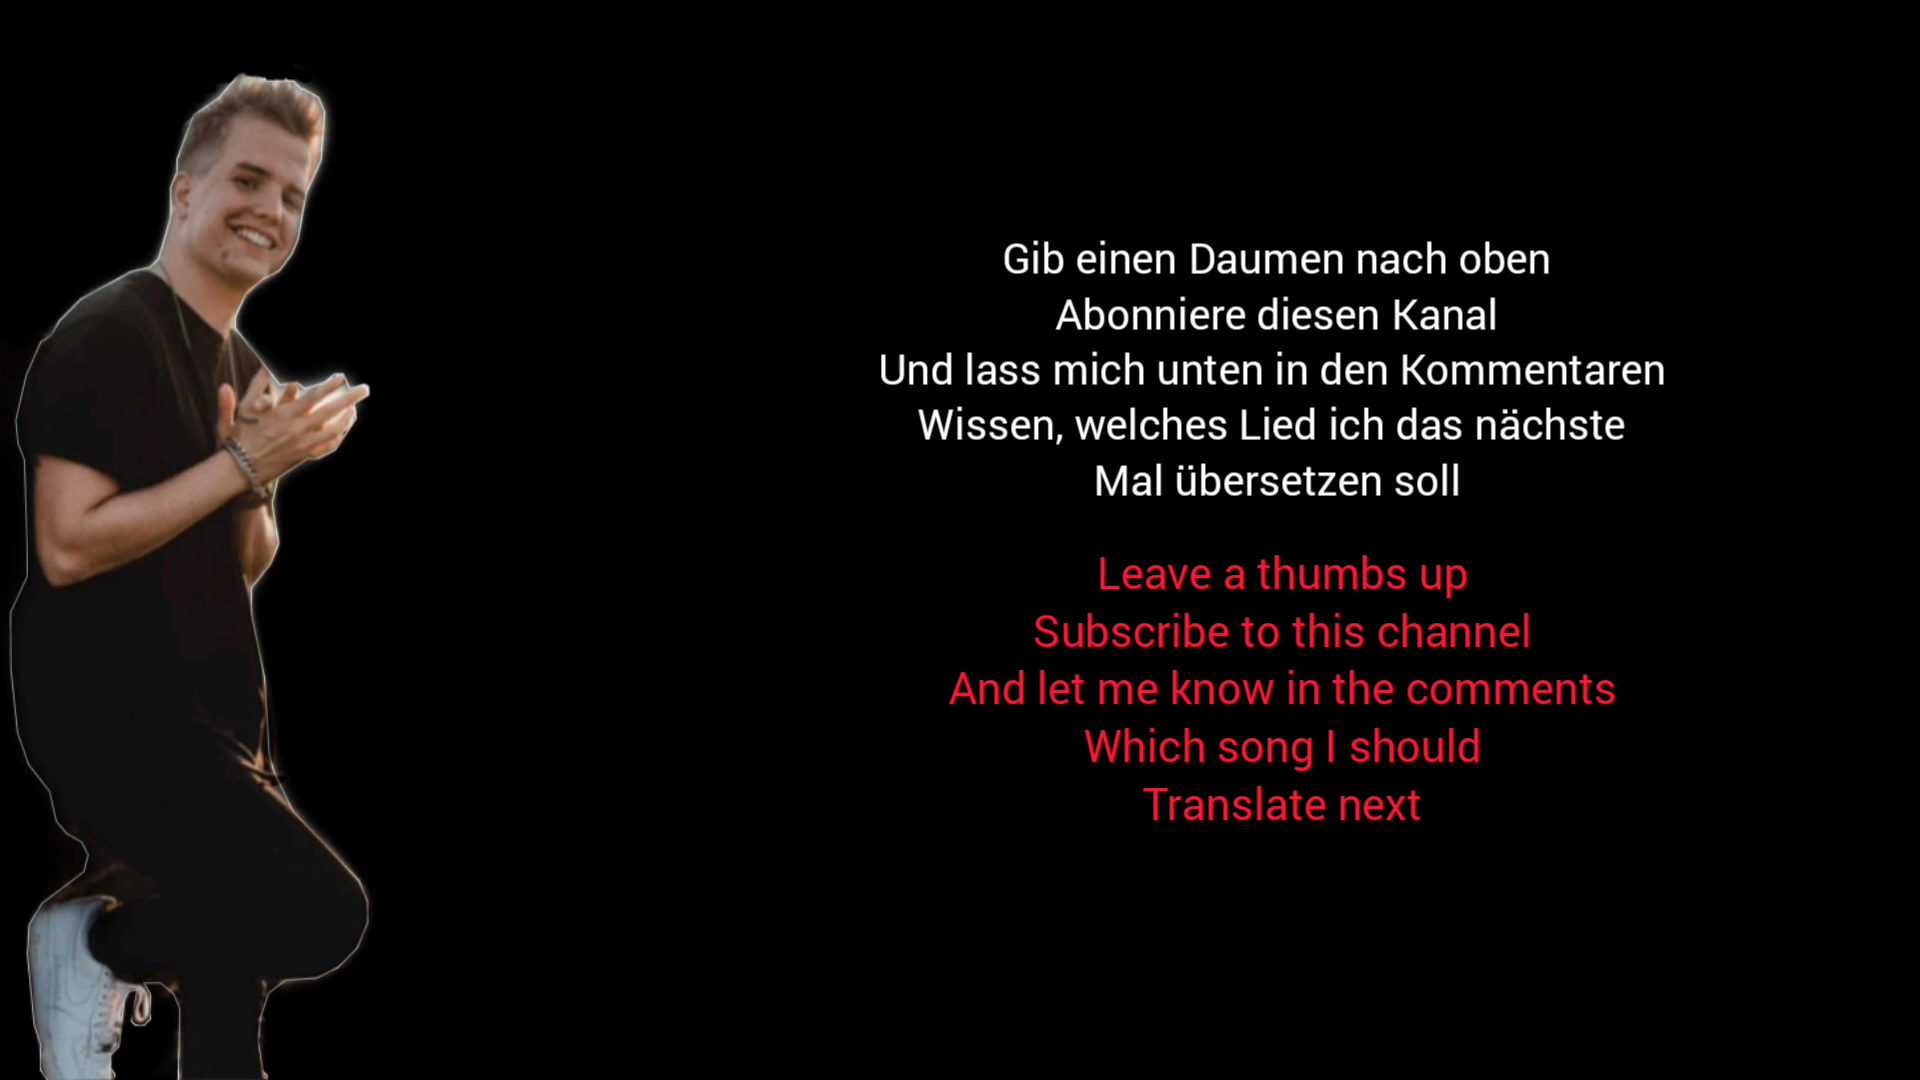 Gib einen Daumen nach oben
Abonniere diesen Kanal
Und lass mich unten in den Kommentaren
Wissen, welches Lied ich das nächste
Mal übersetzen soll
Leave a thumbs up
Subscribe to this channel
And let me know in the comments
Which song I should
Translate next